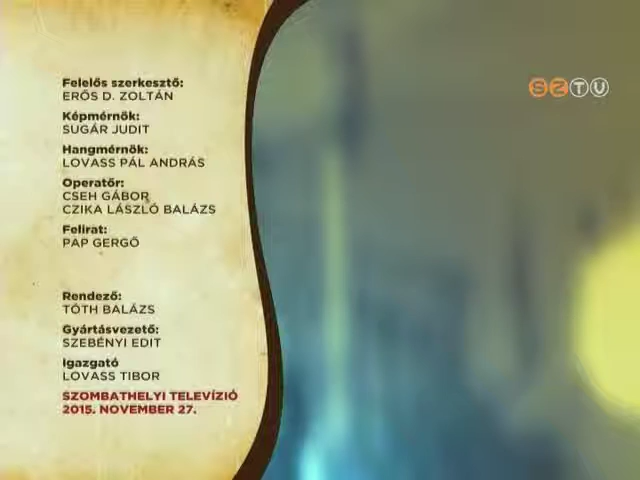 Felelős szerkesztő:
ERŐS D. ZOLTÁN
SZTV
Képmérnök:
SUGÁR JUDIT
Hangmérnök:
LOVASS PÁL ANDRÁS
Operatőr:
CSEH GÁBOR
CZIKA LÁSZLÓ BALÁZS
Felirat:
PAP GERGŐ
Rendező:
TÓTH BALÁZS
Gyártásvezető:
SZEBÉNYI EDIT
Igazgató
LOVASS TIBOR
SZOMBATHELYI TELEVÍZIÓ
2015. NOVEMBER 27.